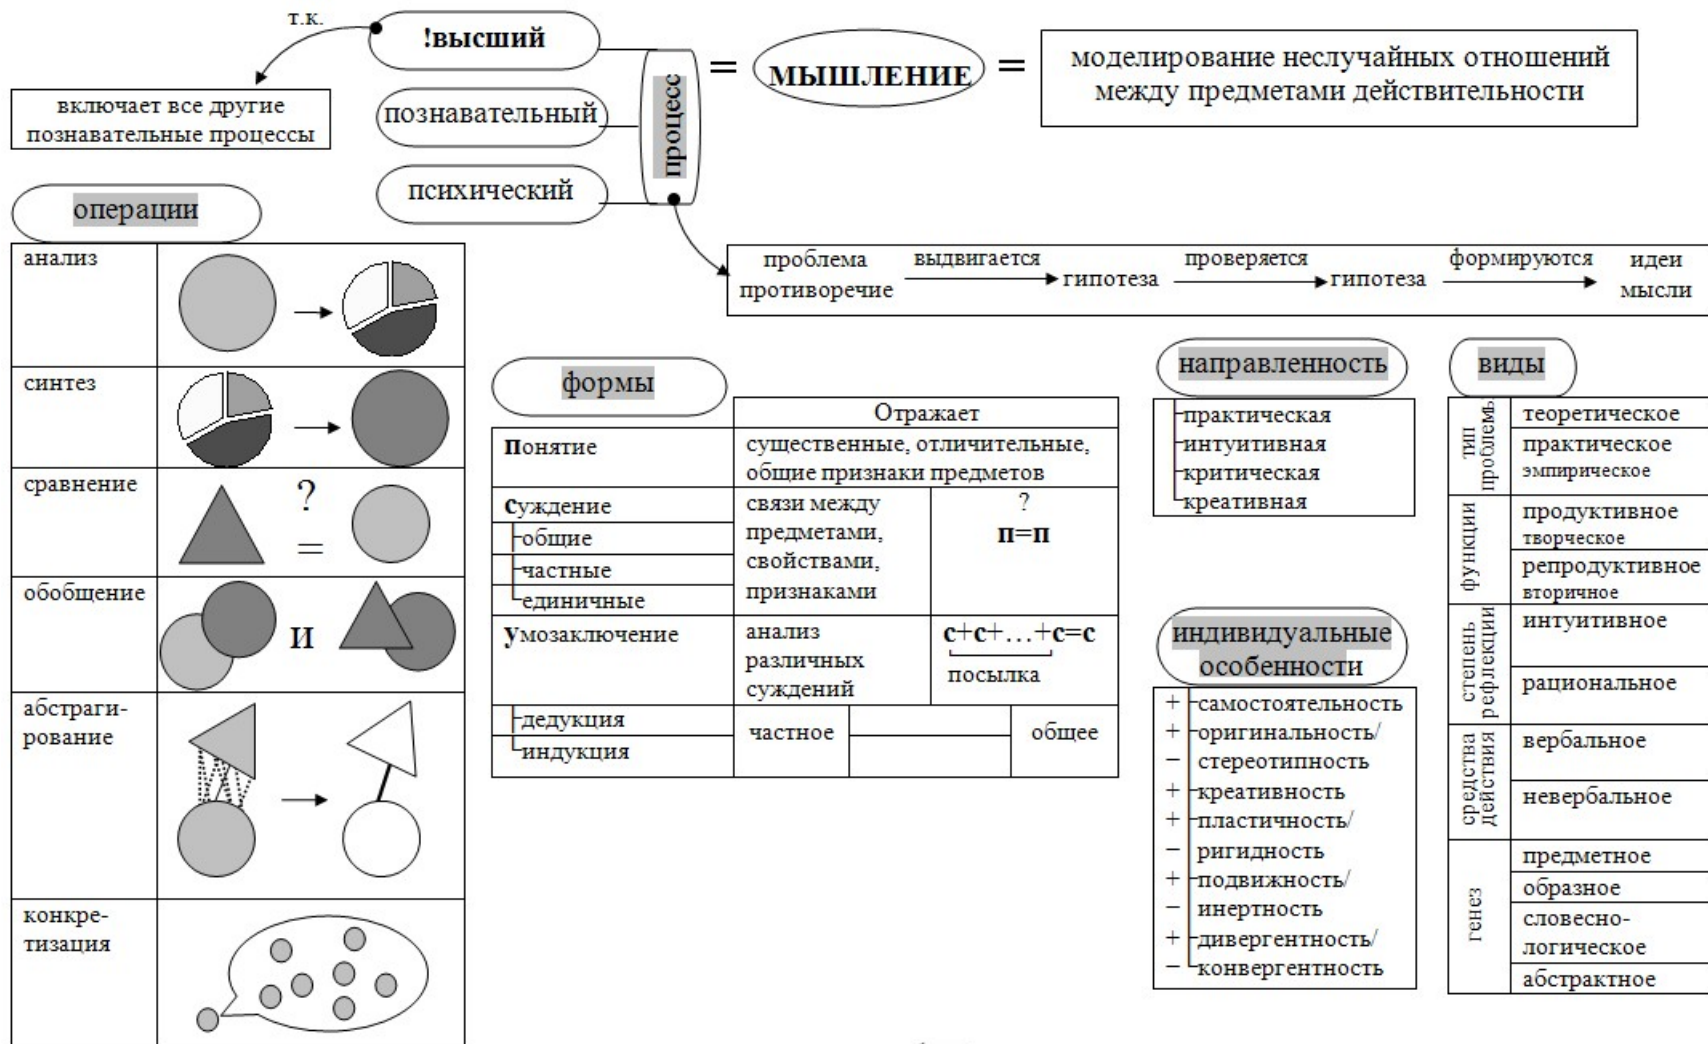 т.к.
!высший
включает все другие
познавательные процессы
познавательный
психический
процесс
=
МЫШЛЕНИЕ
=
моделирование неслучайных отношений
между предметами действительности
проблема
противоречие
выдвигается
гипотеза
проверяется
гипотеза
формируются
идеи
мысли
операции
анализ
синтез
сравнение
?
=
обобщение
и
абстраги-
рование
конкре-
тизация
формы
Отражает
Понятие
существенные, отличительные,
общие признаки предметов
Суждение
общие
частные
единичные
связи между
предметами,
свойствами,
признаками
?
п=п
Умозаключение
анализ
различных
суждений
с+с+…+с=с
посылка
дедукция
индукция
частное
общее
направленность
практическая
интуитивная
критическая
креативная
индивидуальные
особенности
+ самостоятельность
+ оригинальность/
– стереотипность
+ креативность
+ пластичность/
– ригидность
+ подвижность/
– инертность
+ дивергентность/
– конвергентность
виды
тип
проблемы
теоретическое
практическое
эмпирическое
функции
продуктивное
творческое
репродуктивное
вторичное
степень
рефлекции
интуитивное
рациональное
средства
действия
вербальное
невербальное
генез
предметное
образное
словесно-
логическое
абстрактное